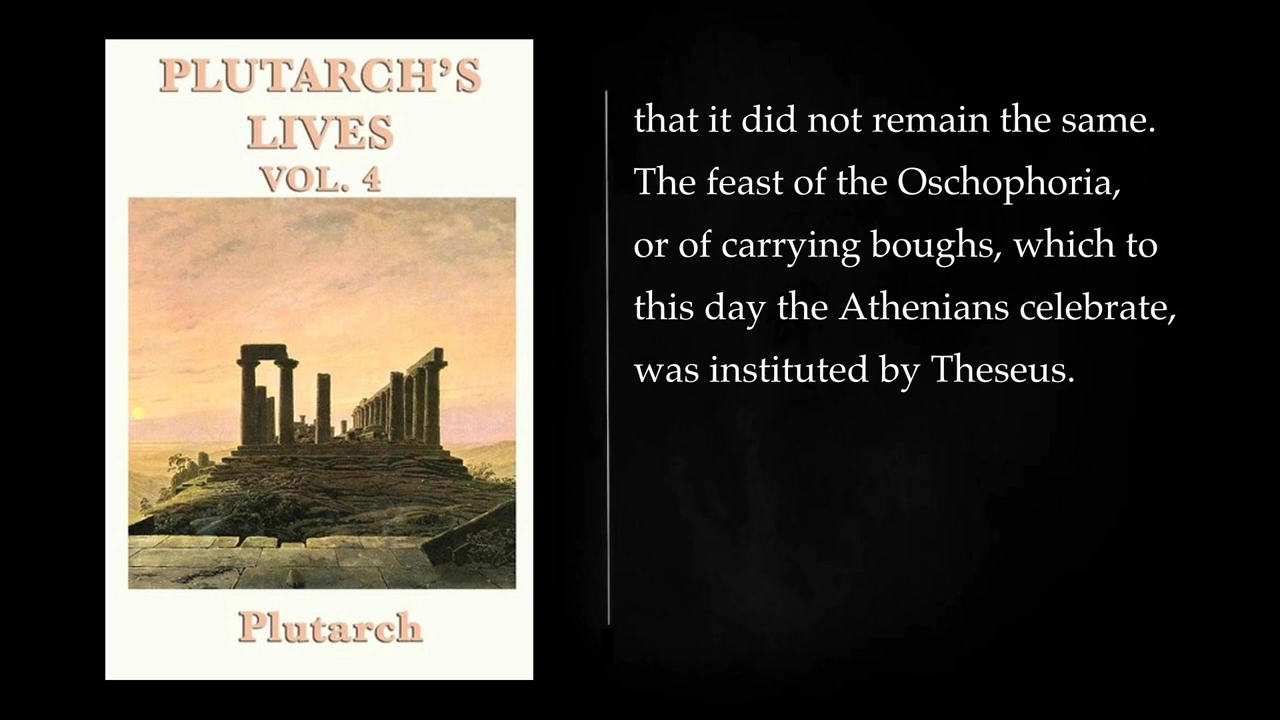 PLUTARCH'S
LIVES
VOL. 4
Plutarch
that it did not remain the same.
The feast of the Oschophoria,
or of carrying boughs, which to
this day the Athenians celebrate,
was instituted by Theseus.